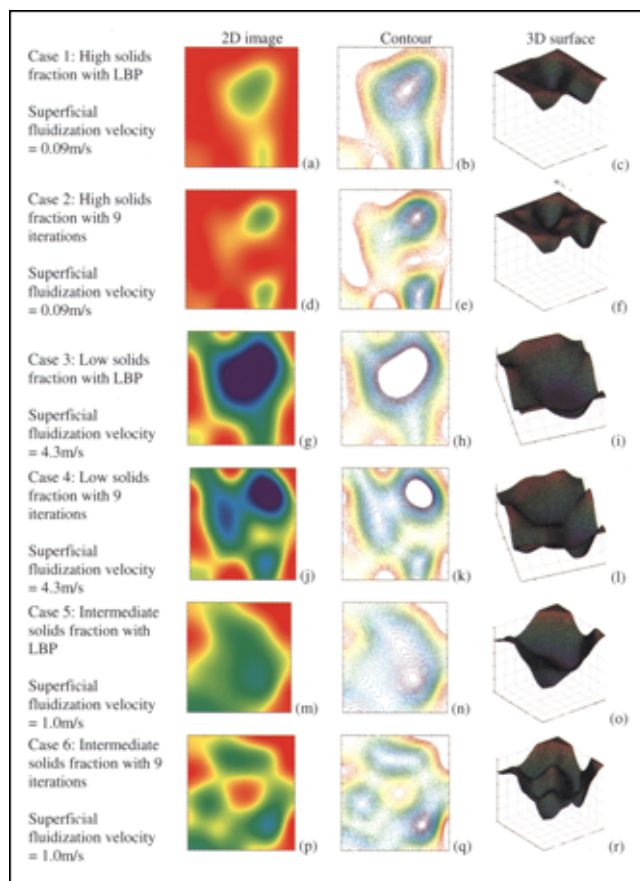 2D image Contour 3D surface
Case 1: High solids
fraction with LBP
Superficial
fluidization velocity
= 0.09m/s
(a) (b) (c)
Case 2: High solids
fraction with 9
iterations
Superficial
fluidization velocity
= 0.09m/s
(d) (e) (f)
Case 3: Low solids
fraction with LBP
Superficial
fluidization velocity
= 4.3m/s
(g) (h) (i)
Case 4: Low solids
fraction with 9
iterations
Superficial
fluidization velocity
= 4.3m/s
(j) (k) (l)
Case 5: Intermediate
solids fraction with
LBP
Superficial
fluidization velocity
= 1.0m/s
(m) (n) (o)
Case 6: Intermediate
solids fraction with 9
iterations
Superficial
fluidization velocity
= 1.0m/s
(p) (q) (r)